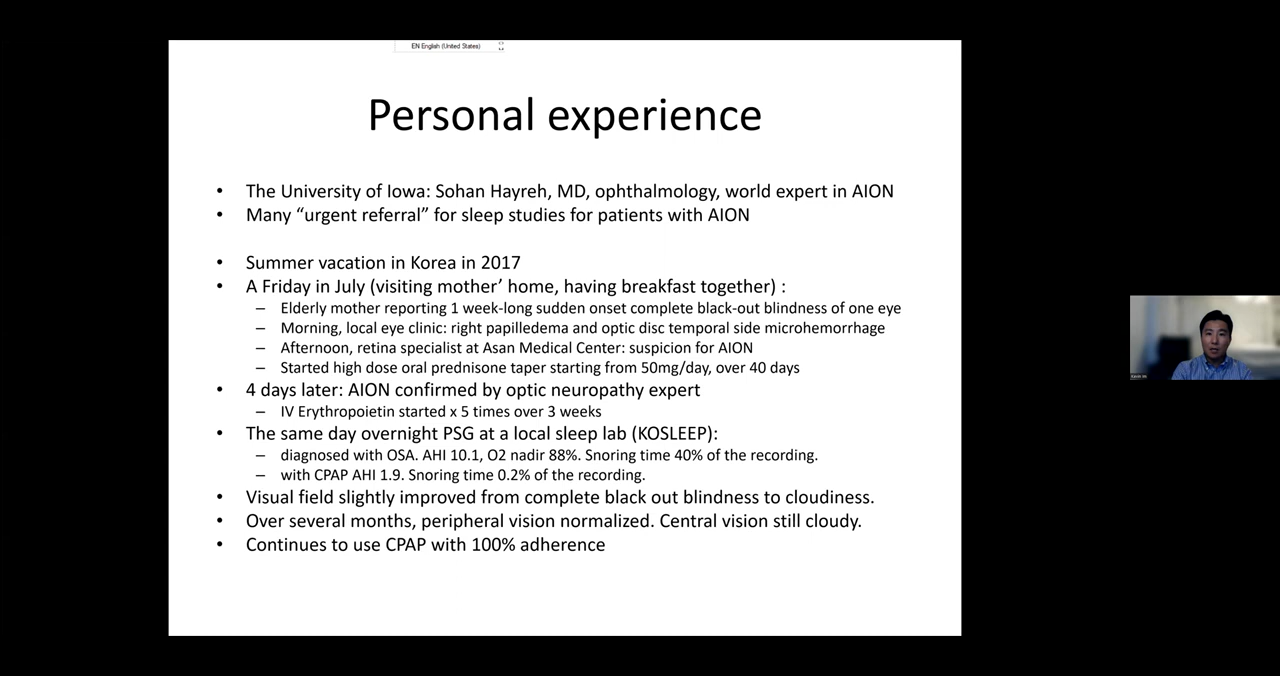 EN English (United States)
Personal experience
• The University of Iowa: Sohan Hayreh, MD, ophthalmology, world expert in AION
• Many “urgent referral” for sleep studies for patients with AION
• Summer vacation in Korea in 2017
• A Friday in July (visiting mother’ home, having breakfast together) :
– Elderly mother reporting 1 week-long sudden onset complete black-out blindness of one eye
– Morning, local eye clinic: right papilledema and optic disc temporal side microhemorrhage
– Afternoon, retina specialist at Asan Medical Center: suspicion for AION
– Started high dose oral prednisone taper starting from 50mg/day, over 40 days
• 4 days later: AION confirmed by optic neuropathy expert
– IV Erythropoietin started x 5 times over 3 weeks
• The same day overnight PSG at a local sleep lab (KOSLEEP):
– diagnosed with OSA. AHI 10.1, O2 nadir 88%. Snoring time 40% of the recording.
– with CPAP AHI 1.9. Snoring time 0.2% of the recording.
• Visual field slightly improved from complete black out blindness to cloudiness.
• Over several months, peripheral vision normalized. Central vision still cloudy.
• Continues to use CPAP with 100% adherence